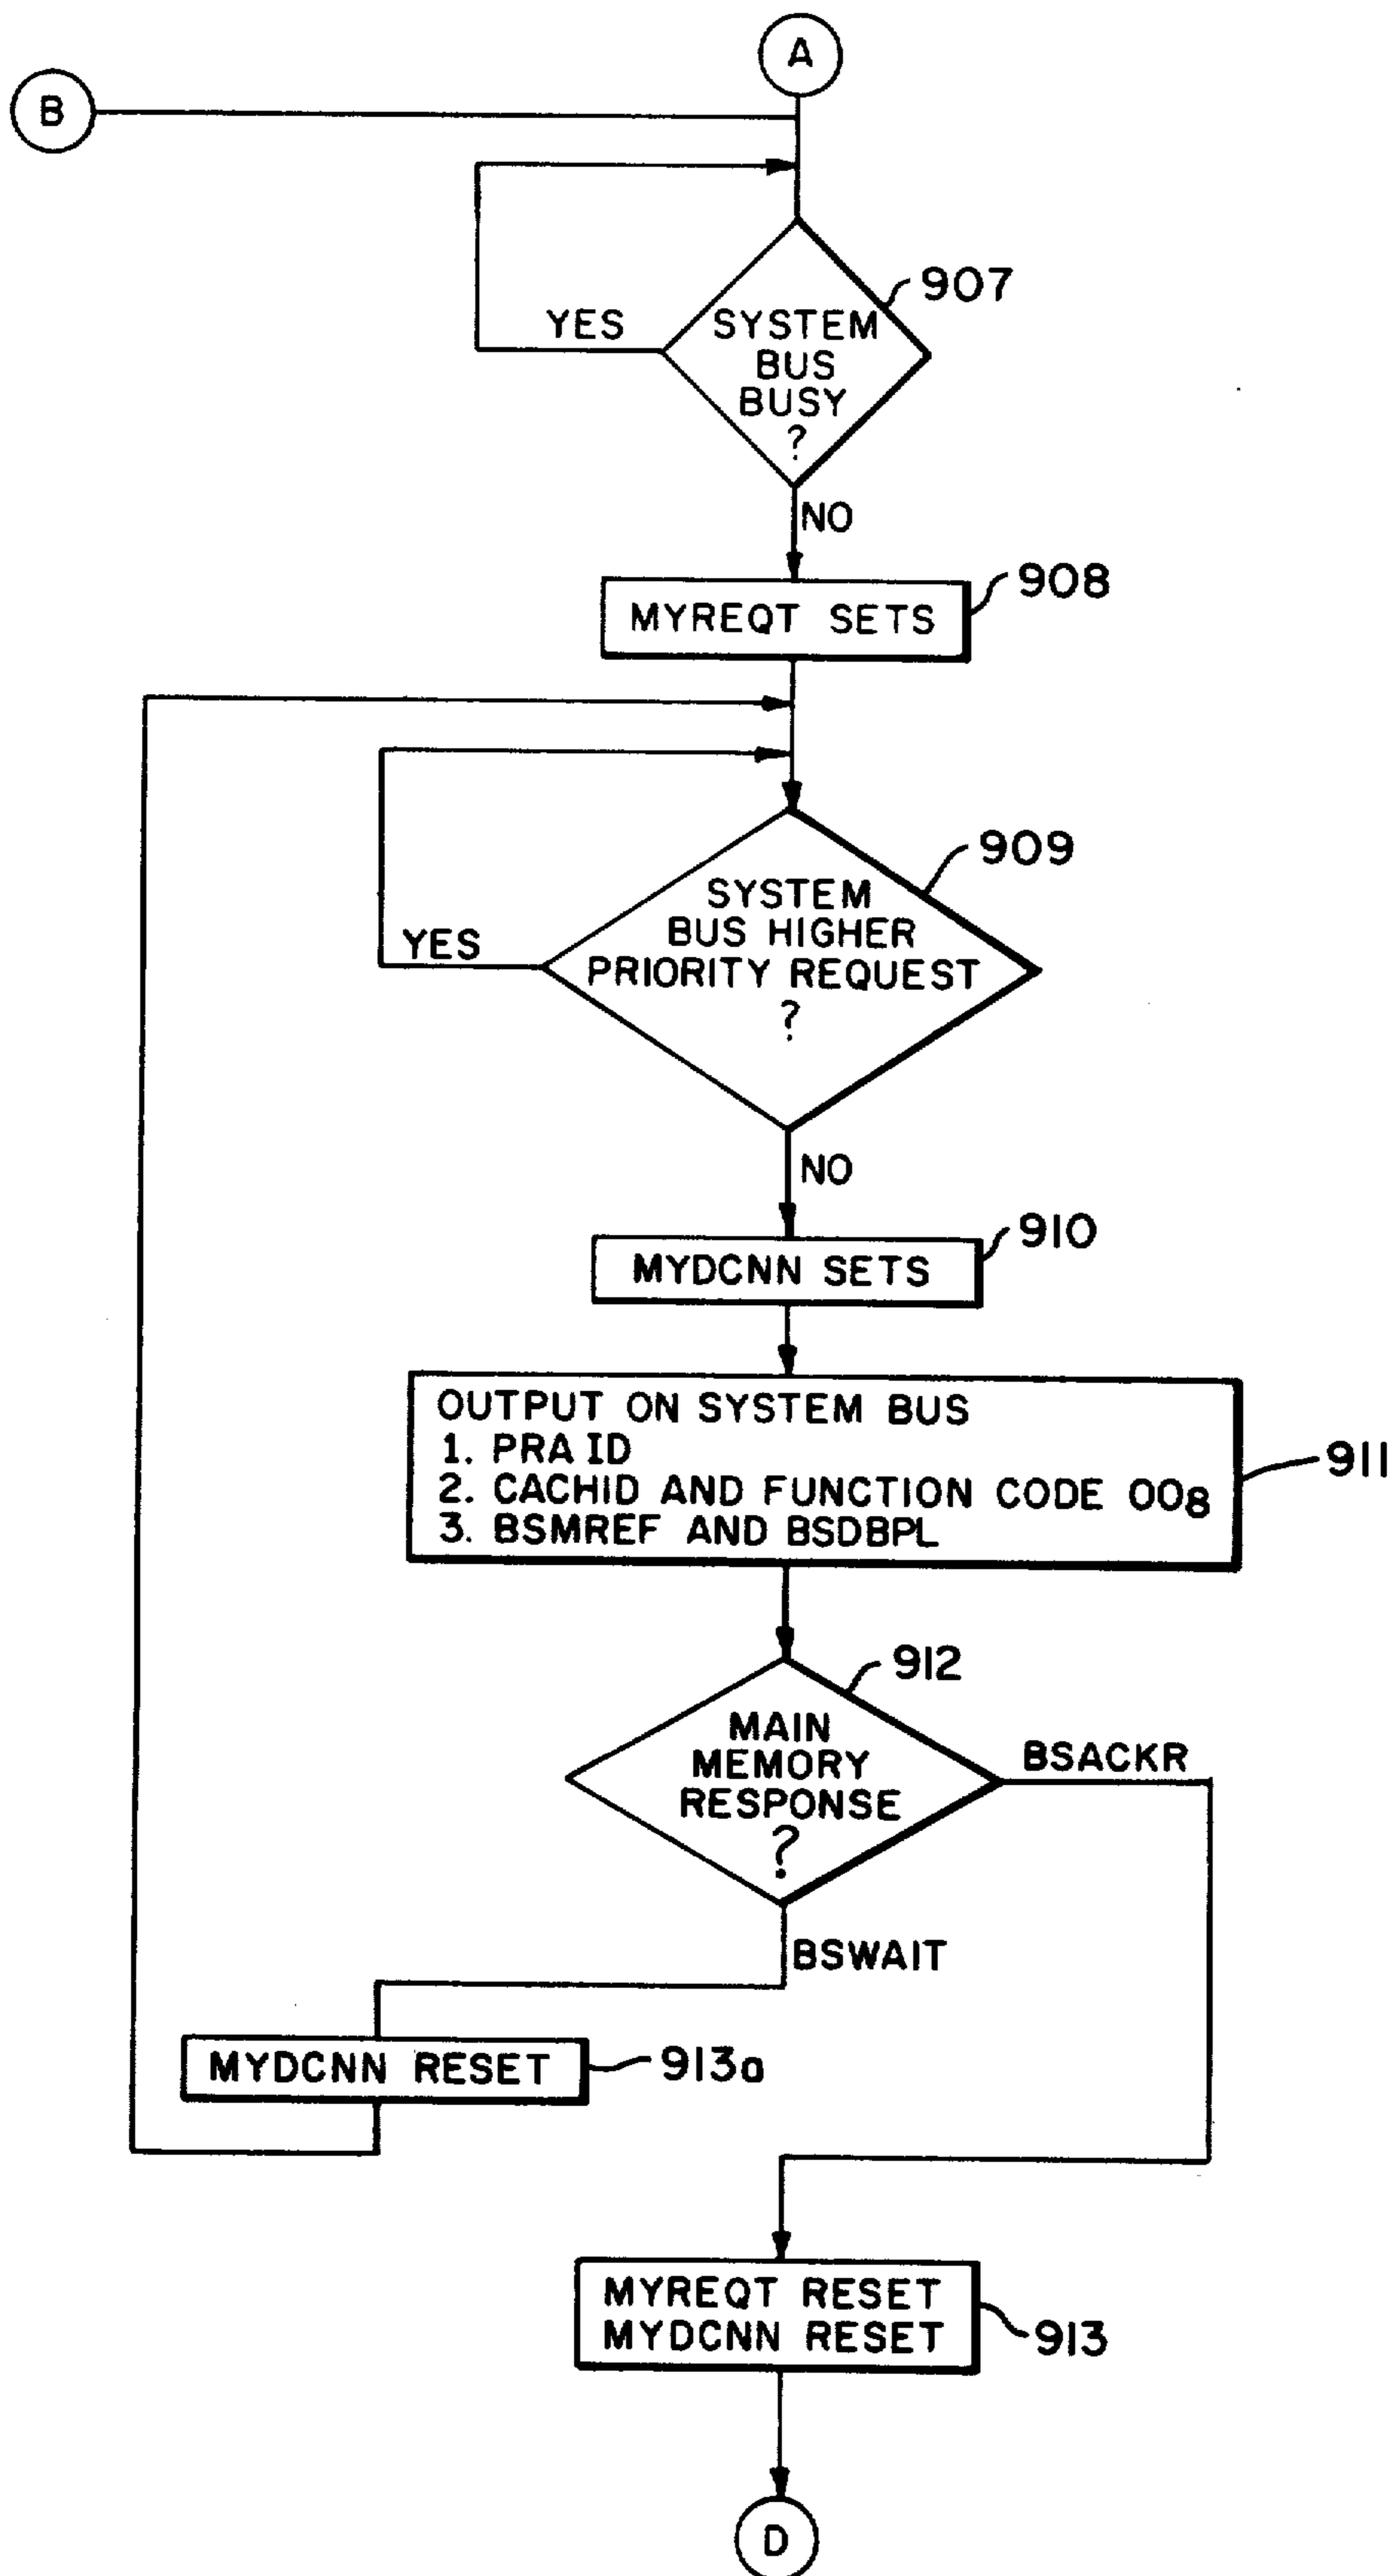 A
B
907
YES
SYSTEM
BUS
BUSY
?
NO
908
MYREQT SETS
909
SYSTEM
BUS HIGHER
PRIORITY REQUEST
?
YES
NO
910
MYDCNN SETS
OUTPUT ON SYSTEM BUS
1. PRA ID
2. CACHID AND FUNCTION CODE 00₈
3. BSMREF AND BSDBPL
911
912
MAIN
MEMORY
RESPONSE
?
BSACKR
BSWAIT
MYDCNN RESET
913a
MYREQT RESET
MYDCNN RESET
913
D